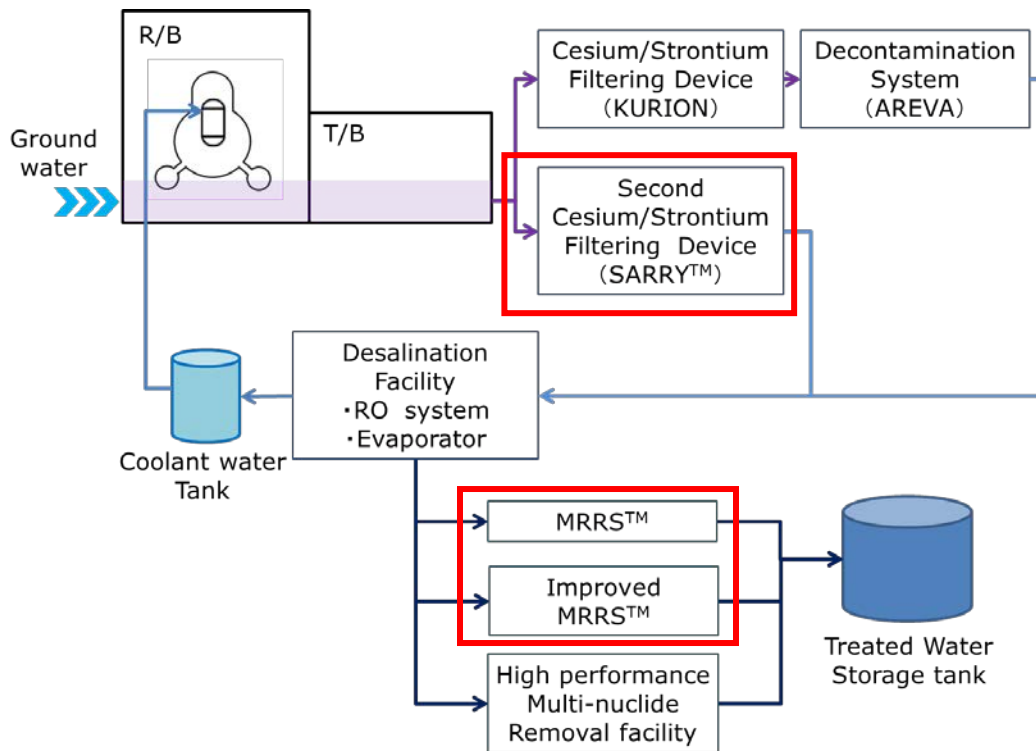 R/B
T/B
Ground
water
Cesium/Strontium
Filtering Device
(KURION)
Decontamination
System
(AREVA)
Second
Cesium/Strontium
Filtering Device
(SARRY™)
Desalination
Facility
・RO system
・Evaporator
Coolant water
Tank
MRRS™
Improved
MRRS™
High performance
Multi-nuclide
Removal facility
Treated Water
Storage tank